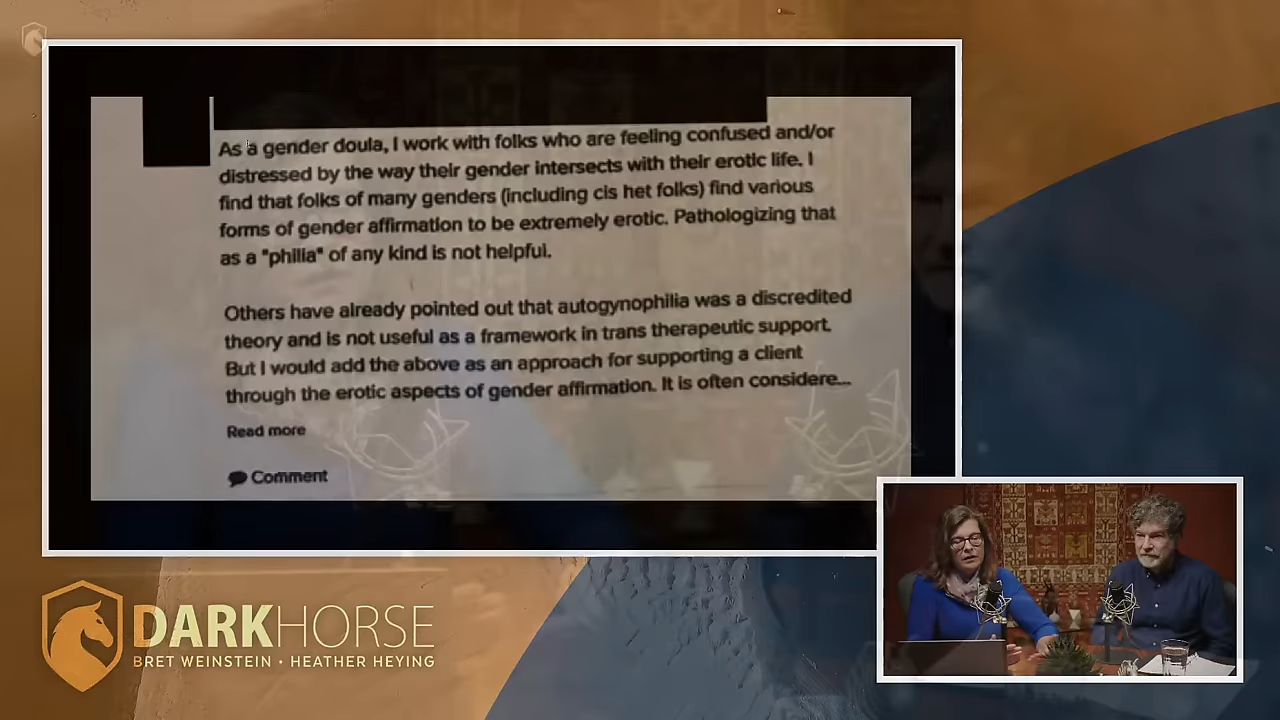 As a gender doula, I work with folks who are feeling confused and/or
distressed by the way their gender intersects with their erotic life. I
find that folks of many genders (including cis het folks) find various
forms of gender affirmation to be extremely erotic. Pathologizing that
as a "philia" of any kind is not helpful.
Others have already pointed out that autogynophilia was a discredited
theory and is not useful as a framework in trans therapeutic support.
But I would add the above as an approach for supporting a client
through the erotic aspects of gender affirmation. It is often considere...
Read more
Comment
DARKHORSE
BRET WEINSTEIN • HEATHER HEYING